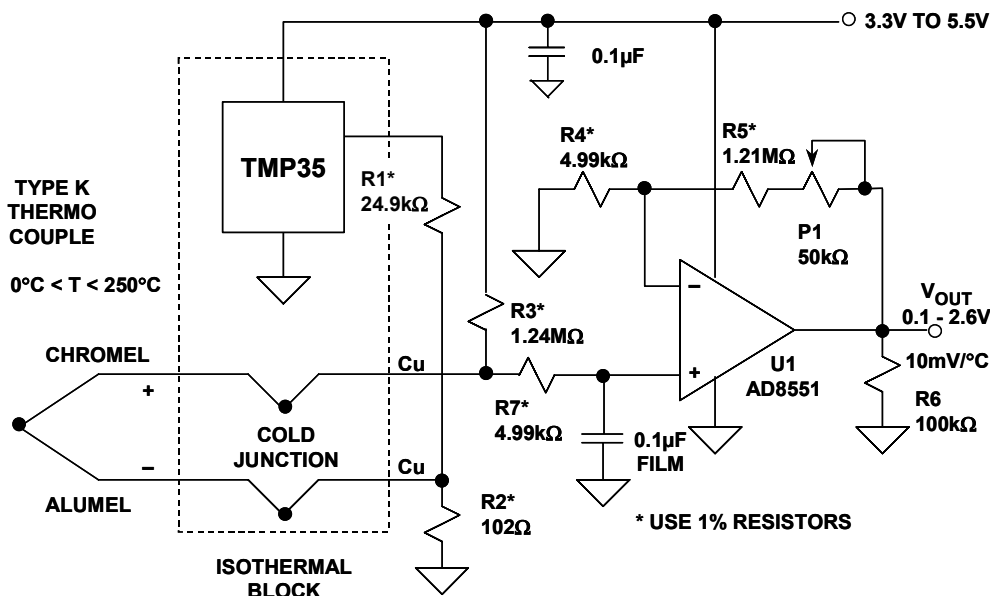 3.3V TO 5.5V
0.1µF
TMP35
R1*
24.9kΩ
R4*
4.99kΩ
R5*
1.21MΩ
P1
50kΩ
TYPE K
THERMO
COUPLE
0°C < T < 250°C
R3*
1.24MΩ
VOUT
0.1 - 2.6V
10mV/°C
CHROMEL
+
Cu
−
+
U1
AD8551
R6
100kΩ
R7*
4.99kΩ
COLD
JUNCTION
0.1µF
FILM
−
Cu
ALUMEL
R2*
102Ω
* USE 1% RESISTORS
ISOTHERMAL
BLOCK